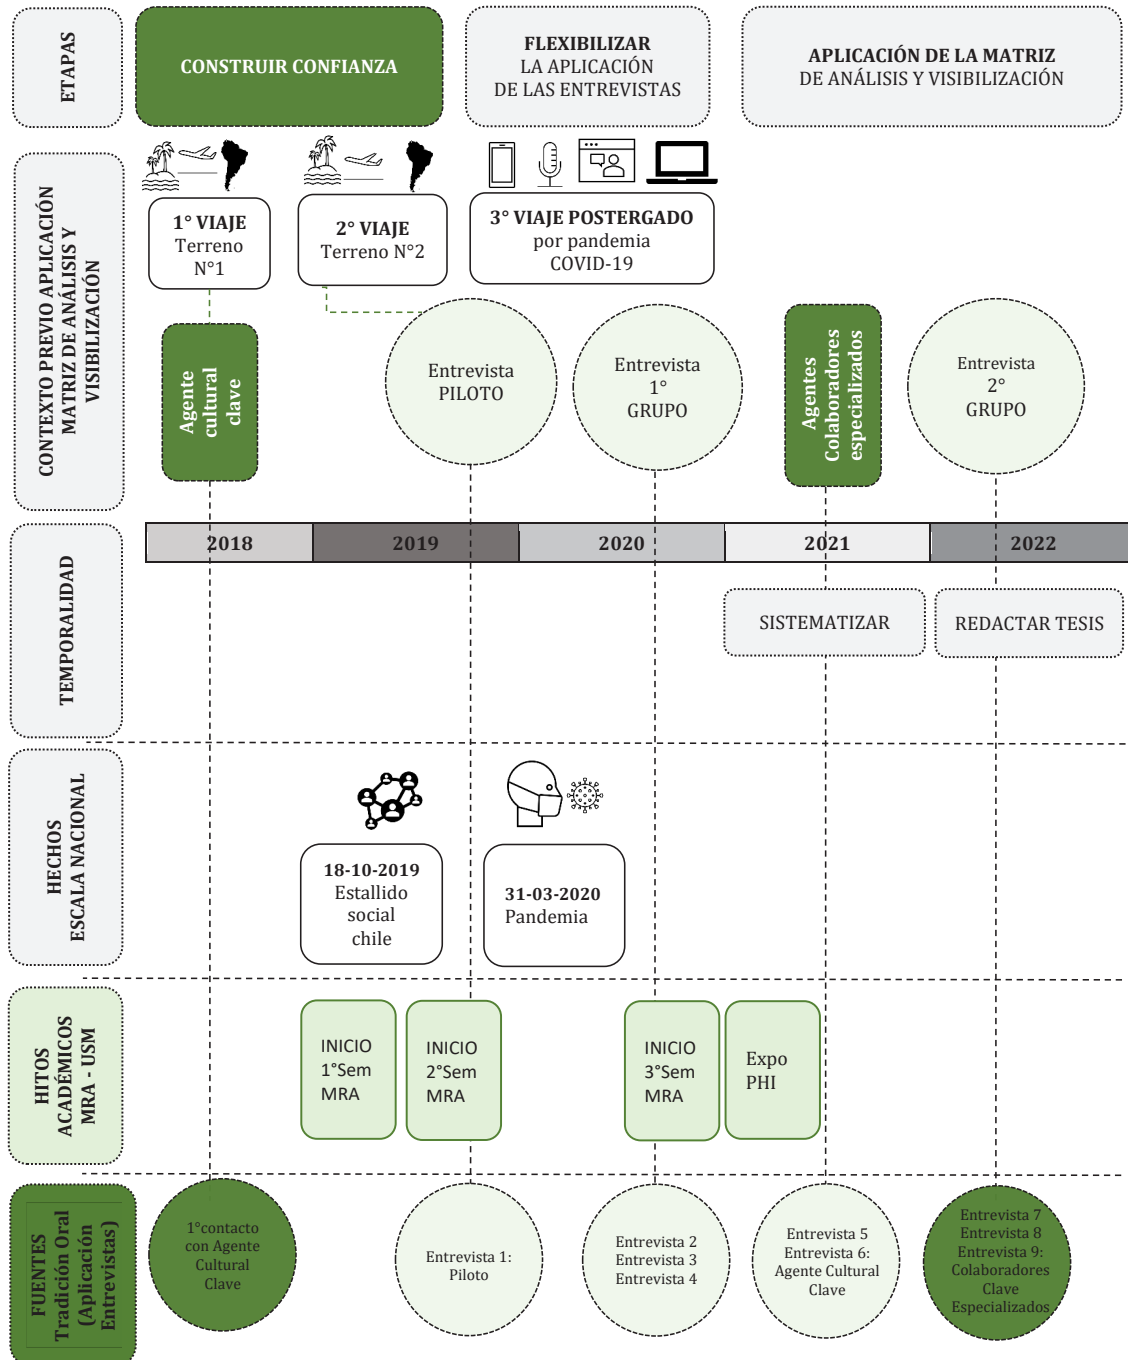 ETAPAS
CONSTRUIR CONFIANZA
FLEXIBILIZAR
LA APLICACIÓN
DE LAS ENTREVISTAS
APLICACIÓN DE LA MATRIZ
DE ANÁLISIS Y VISIBILIZACIÓN
CONTEXTO PREVIO APLICACIÓN
MATRIZ DE ANÁLISIS Y
VISIBILIZACIÓN
1° VIAJE
Terreno
N°1
2° VIAJE
Terreno N°2
3° VIAJE POSTERGADO
por pandemia
COVID-19
Agente
cultural
clave
Entrevista
PILOTO
Entrevista
1°
GRUPO
Agentes
Colaboradores
especializados
Entrevista
2°
GRUPO
TEMPORALIDAD
2018
2019
2020
2021
2022
SISTEMATIZAR
REDACTAR TESIS
HECHOS
ESCALA NACIONAL
18-10-2019
Estallido
social
chile
31-03-2020
Pandemia
HITOS
ACADÉMICOS
MRA - USM
INICIO
1°Sem
MRA
INICIO
2°Sem
MRA
INICIO
3°Sem
MRA
Expo
PHI
FUENTES
Tradición Oral
(Aplicación
Entrevistas)
1°contacto
con Agente
Cultural
Clave
Entrevista 1:
Piloto
Entrevista 2
Entrevista 3
Entrevista 4
Entrevista 5
Entrevista 6:
Agente Cultural
Clave
Entrevista 7
Entrevista 8
Entrevista 9:
Colaboradores
Clave
Especializados